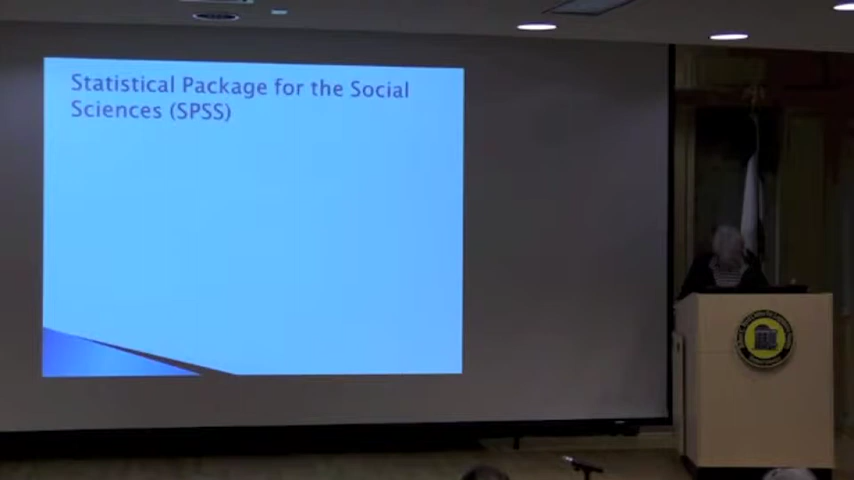 Statistical Package for the Social
Sciences (SPSS)